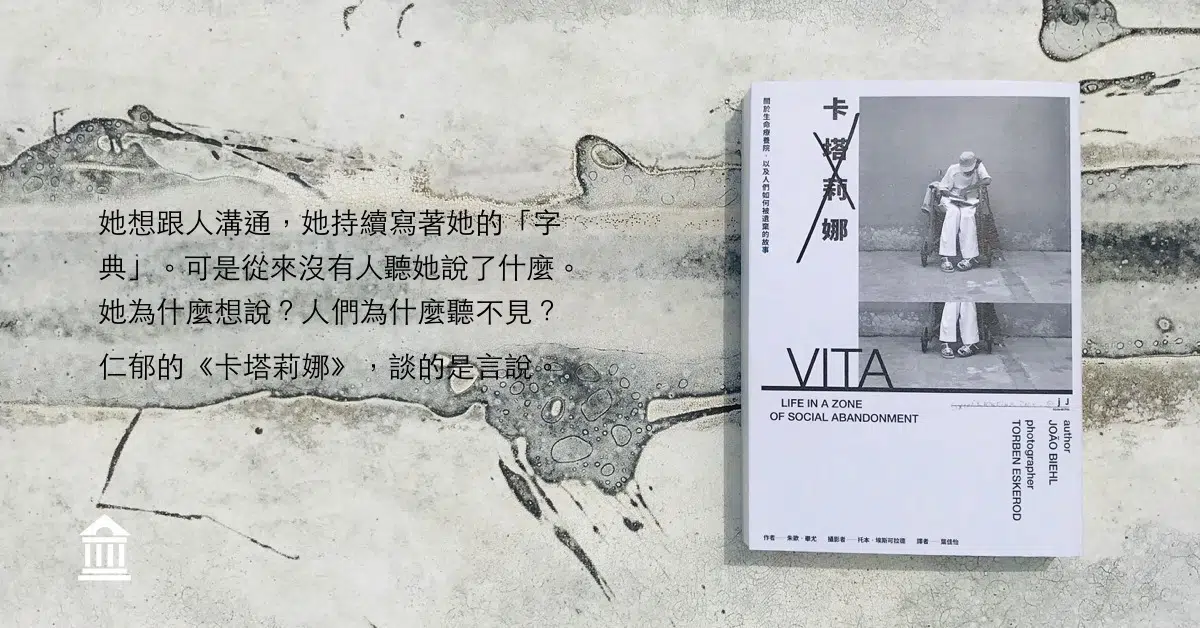 她想跟人溝通，她持續寫著她的「字
典」。可是從來沒有人聽她說了什麼。
她為什麼想說？人們為什麼聽不見？
仁郁的《卡塔莉娜》，談的是言說。
卡塔莉娜
關於生命療養院，以及人們如何被遺棄的故事
VITA
LIFE IN A ZONE
OF SOCIAL ABANDONMENT
author
JOÃO BIEHL
photographer
TORBEN ESKEROD
作者——朱歐・畢尤 攝影者——托本・埃斯可拉德 譯者——葉佳怡